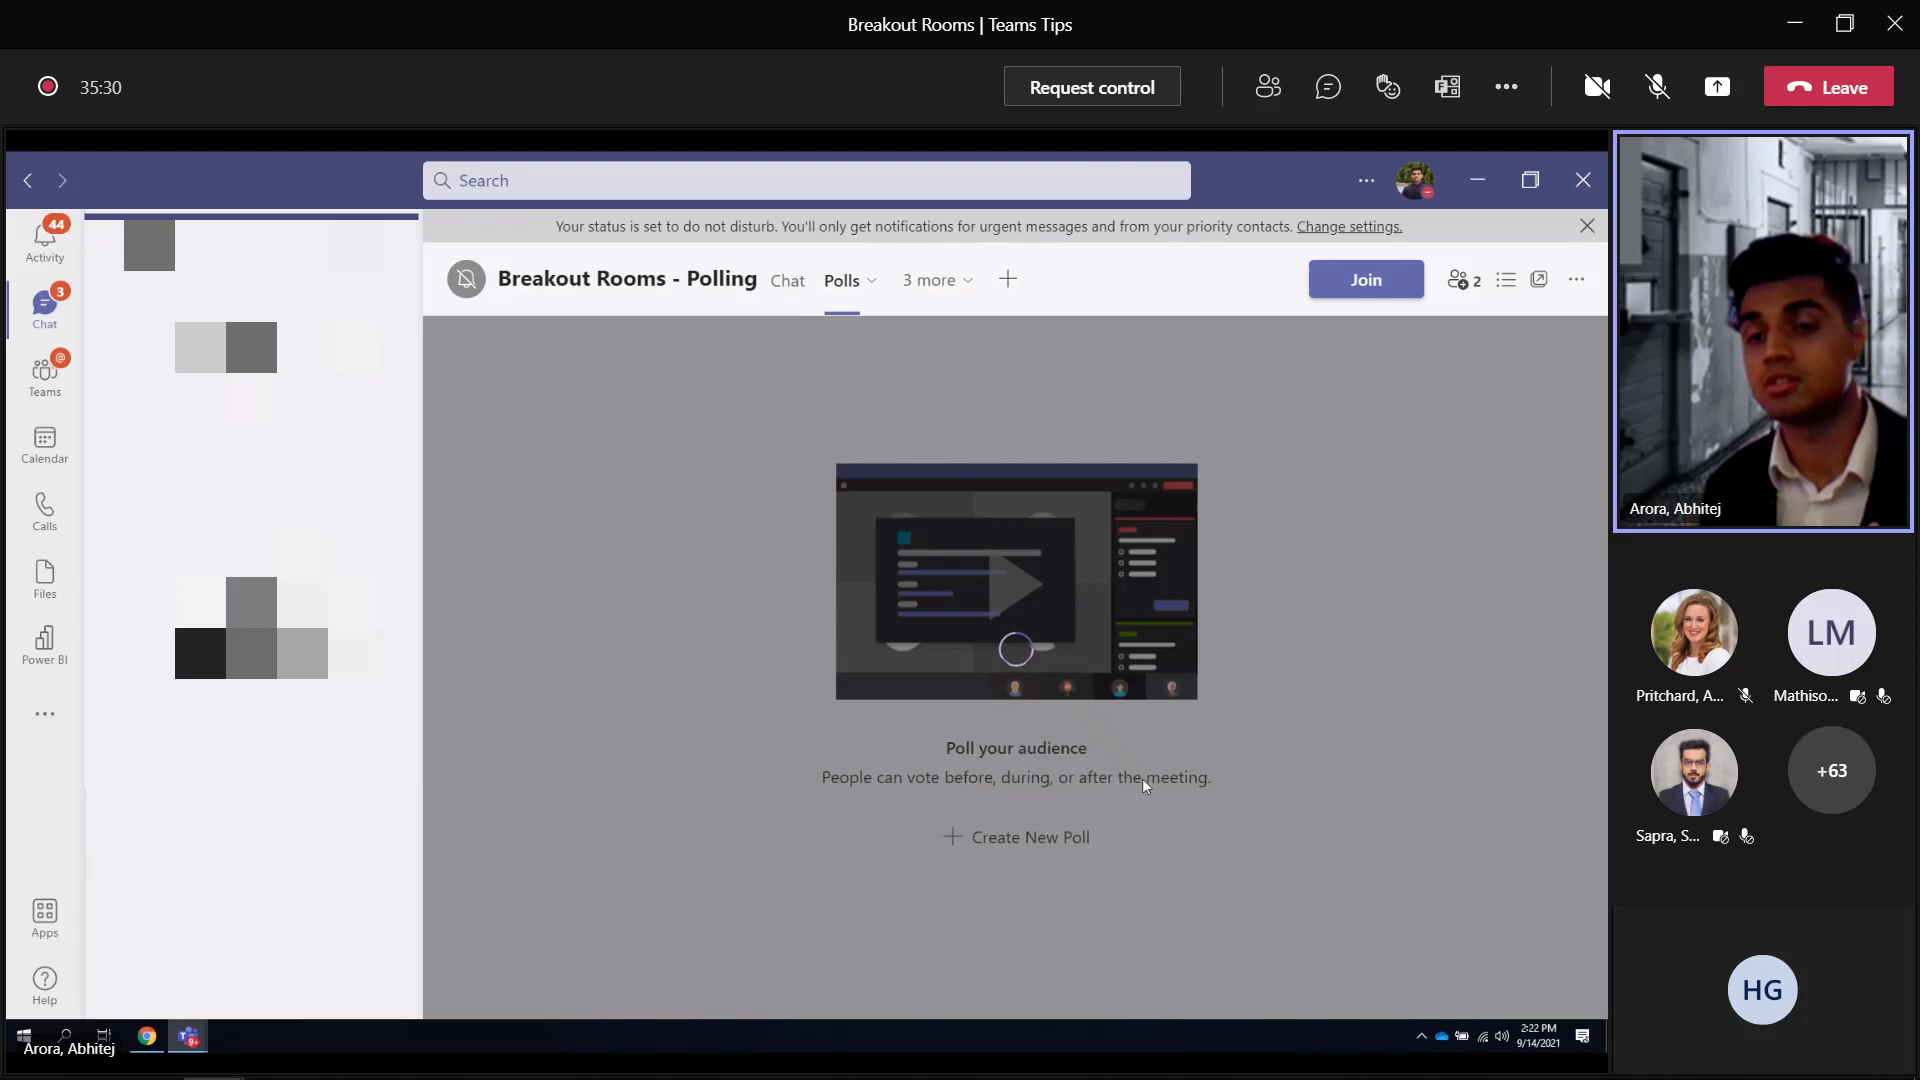 Breakout Rooms | Teams Tips
35:30
Request control
Leave
Search
44
Activity
Your status is set to do not disturb. You'll only get notifications for urgent messages and from your priority contacts. Change settings.
Breakout Rooms - Polling
Chat
Polls
3 more
Join
2
3
Chat
@
Teams
Calendar
Calls
Files
Power BI
Apps
Help
Poll your audience
People can vote before, during, or after the meeting.
Create New Poll
Arora, Abhitej
LM
Pritchard, A...
Mathiso...
+63
Sapra, S...
HG
9+
2:22 PM
9/14/2021
Arora, Abhitej